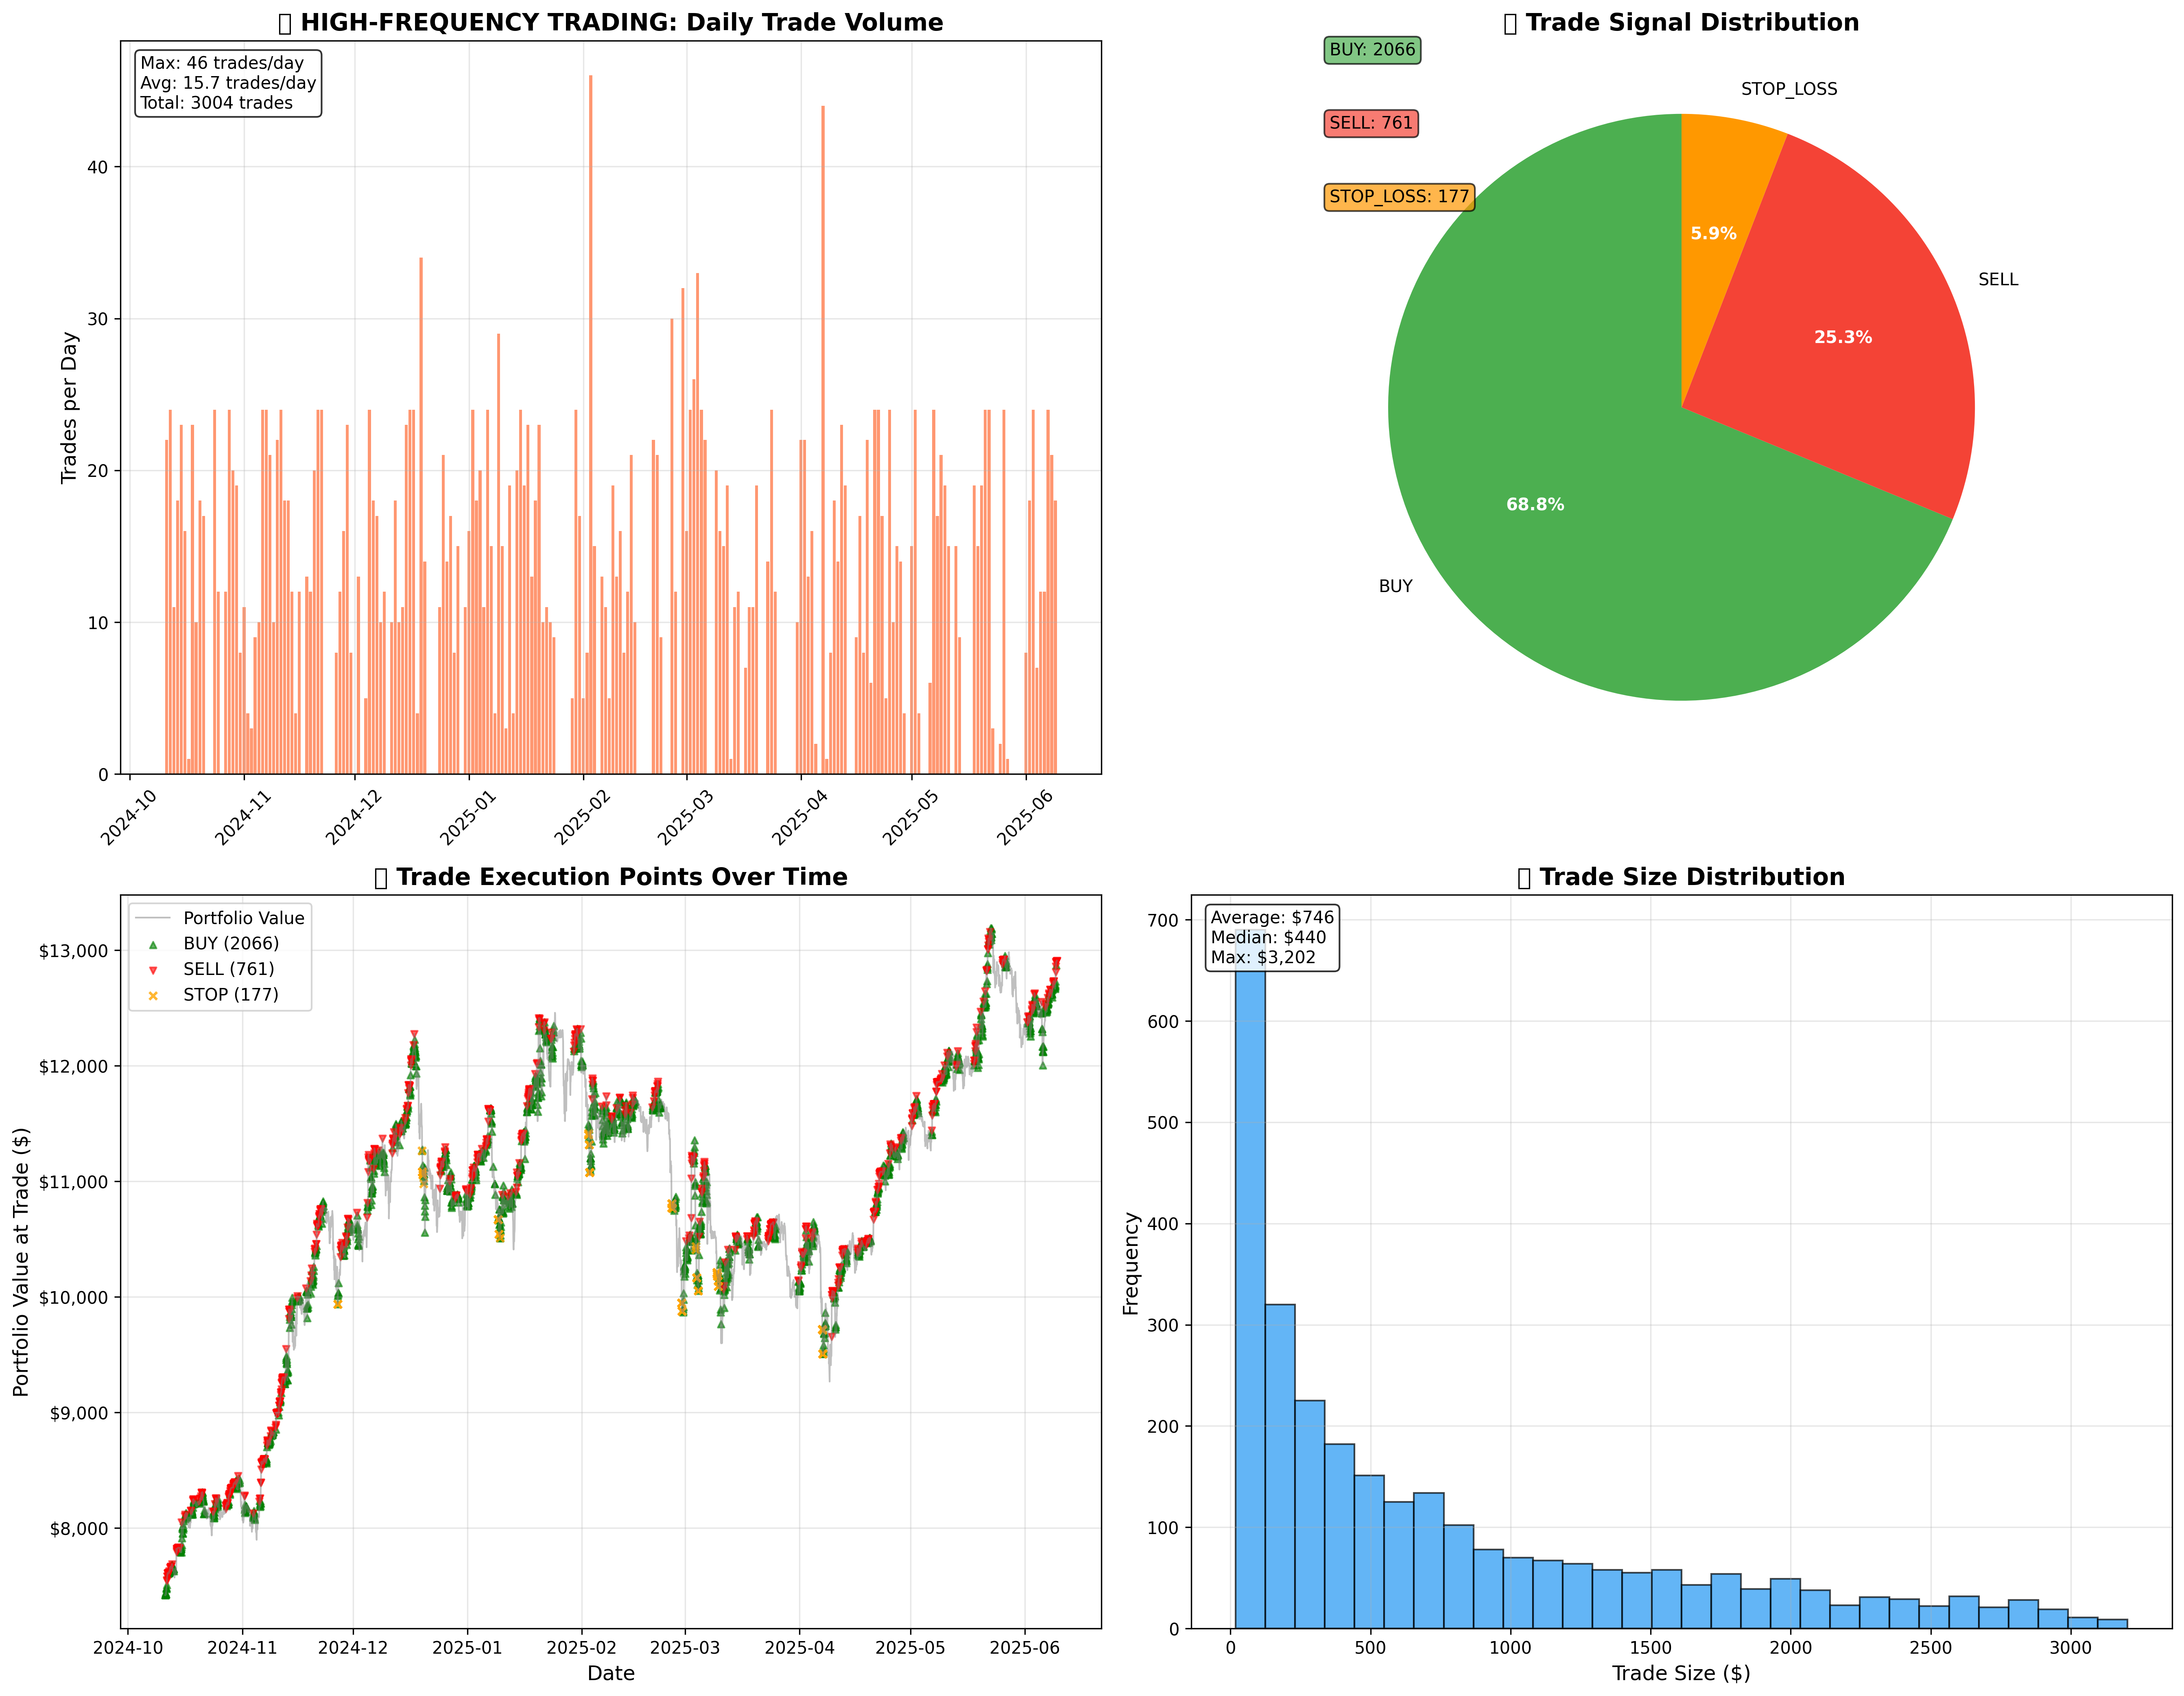 ▯ HIGH-FREQUENCY TRADING: Daily Trade Volume
Max: 46 trades/day
Avg: 15.7 trades/day
Total: 3004 trades
Trades per Day
40
30
20
10
0
2024-10
2024-11
2024-12
2025-01
2025-02
2025-03
2025-04
2025-05
2025-06
▯ Trade Signal Distribution
BUY: 2066
SELL: 761
STOP_LOSS: 177
STOP_LOSS
5.9%
SELL
25.3%
68.8%
BUY
▯ Trade Execution Points Over Time
Portfolio Value
BUY (2066)
SELL (761)
STOP (177)
Portfolio Value at Trade ($)
$13,000
$12,000
$11,000
$10,000
$9,000
$8,000
2024-10
2024-11
2024-12
2025-01
2025-02
2025-03
2025-04
2025-05
2025-06
Date
▯ Trade Size Distribution
Average: $746
Median: $440
Max: $3,202
Frequency
700
600
500
400
300
200
100
0
0
500
1000
1500
2000
2500
3000
Trade Size ($)